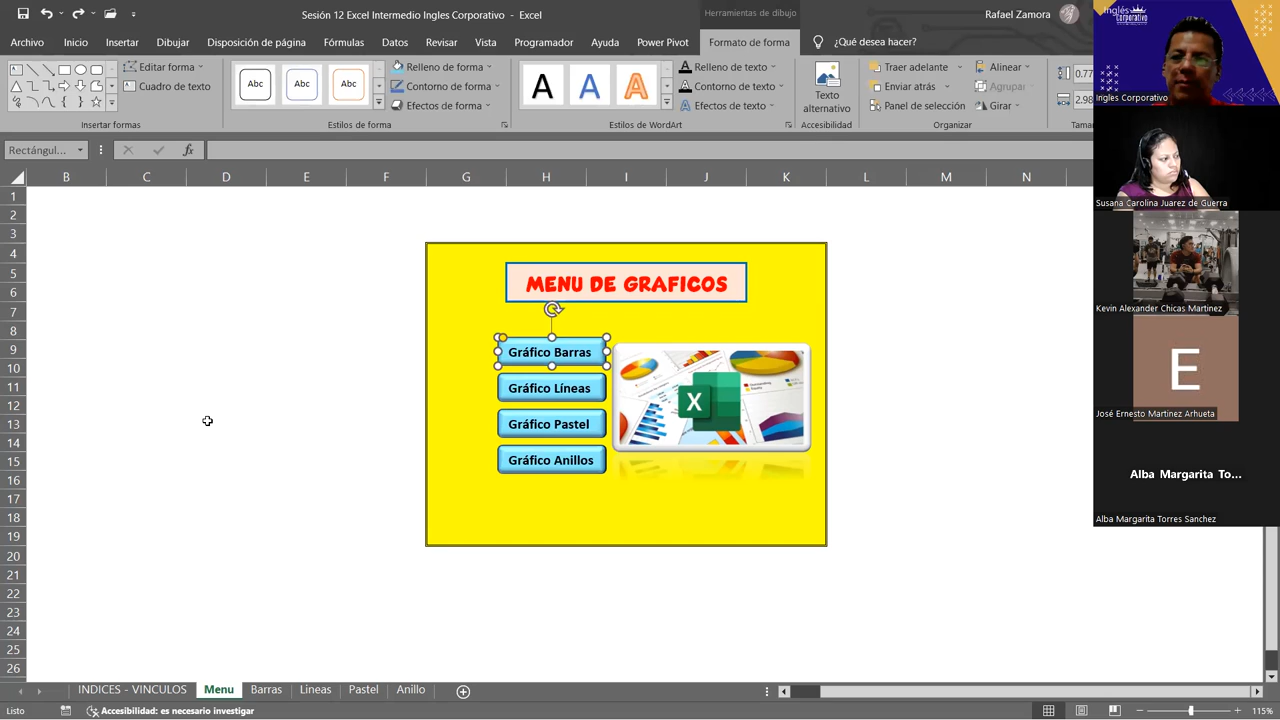 Sesión 12 Excel Intermedio Ingles Corporativo - Excel
Herramientas de dibujo
Rafael Zamora
Archivo Inicio Insertar Dibujar Disposición de página Fórmulas Datos Revisar Vista Programador Ayuda Power Pivot Formato de forma ¿Qué desea hacer?
Editar forma
Cuadro de texto
Insertar formas
Abc Abc Abc
Relleno de forma
Contorno de forma
Efectos de forma
Estilos de forma
A A A
Relleno de texto
Contorno de texto
Efectos de texto
Estilos de WordArt
Texto
alternativo
Accesibilidad
Traer adelante
Enviar atrás
Panel de selección
Alinear
Agrupar
Girar
Organizar
0.77
2.98
Tamar
Rectángul...
fx
B C D E F G H I J K L M N
1
2
3
4
5
6
7
8
9
10
11
12
13
14
15
16
17
18
19
20
21
22
23
24
25
26
MENU DE GRAFICOS
Gráfico Barras
Gráfico Líneas
Gráfico Pastel
Gráfico Anillos
X
Inglés
Corporativo
Ingles Corporativo
Susana Carolina Juarez de Guerra
Kevin Alexander Chicas Martinez
E
José Ernesto Martinez Arhueta
Alba Margarita To...
Alba Margarita Torres Sanchez
INDICES - VINCULOS Menu Barras Lineas Pastel Anillo
Listo Accesibilidad: es necesario investigar 115%